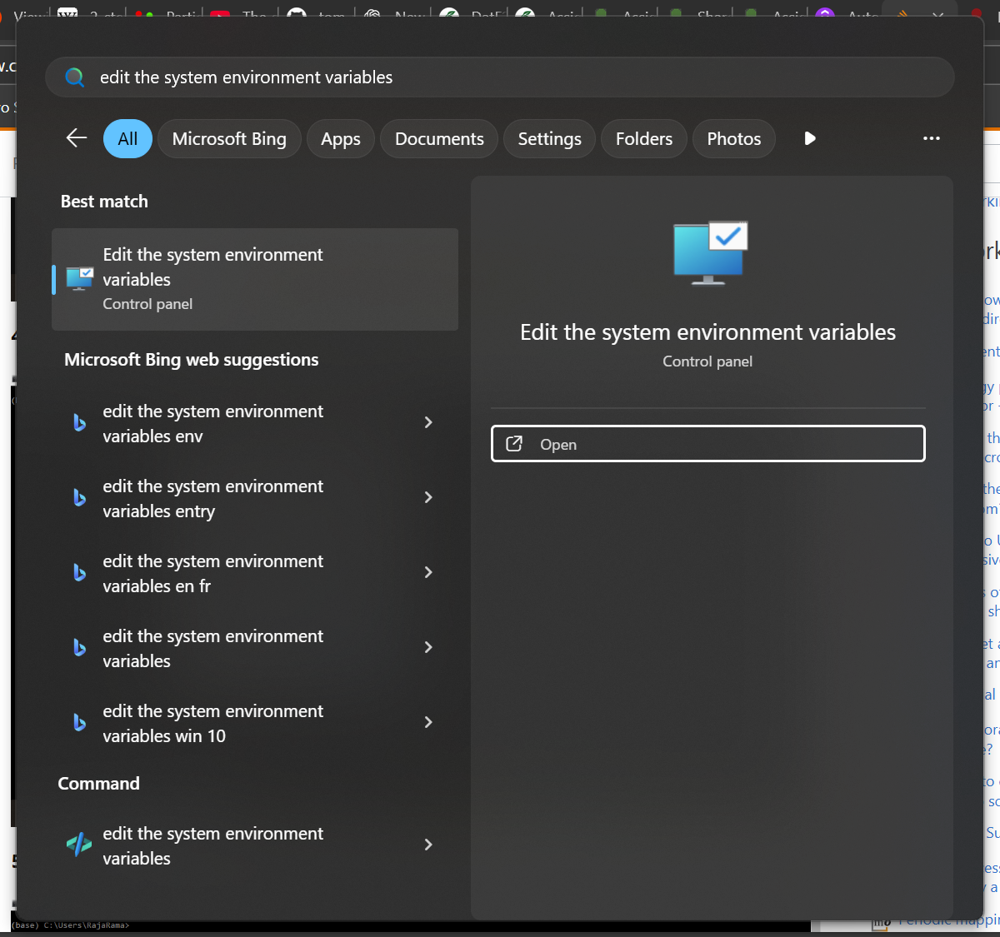 edit the system environment variables
All
Microsoft Bing
Apps
Documents
Settings
Folders
Photos
Best match
Edit the system environment
variables
Control panel
Microsoft Bing web suggestions
edit the system environment
variables env
edit the system environment
variables entry
edit the system environment
variables en fr
edit the system environment
variables
edit the system environment
variables win 10
Command
edit the system environment
variables
Edit the system environment variables
Control panel
Open
(base) C:\Users\RajaRama>